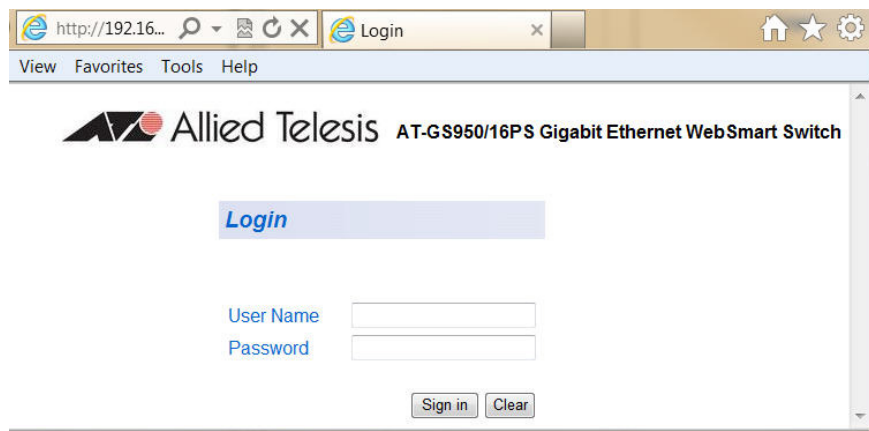 http://192.16... Login
View Favorites Tools Help
Allied Telesis AT-GS950/16PS Gigabit Ethernet WebSmart Switch
Login
User Name
Password
Sign in Clear